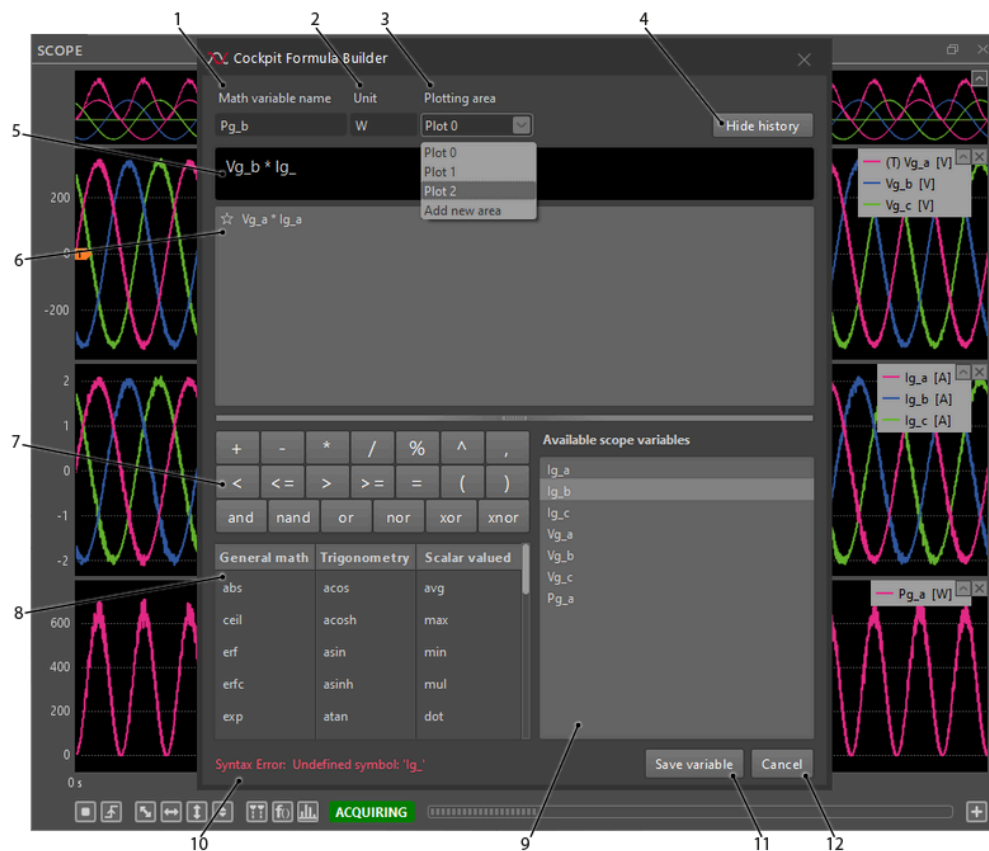 1 2 3 4
SCOPE
Cockpit Formula Builder
Math variable name Unit Plotting area
Pg_b W Plot 0 Hide history
5
Vg_b * Ig_
Plot 0
Plot 1
Plot 2
Add new area
(T) Vg_a [V]
Vg_b [V]
Vg_c [V]
200
0
-200
T
6
Vg_a * Ig_a
2
1
0
-1
-2
Ig_a [A]
Ig_b [A]
Ig_c [A]
7
+ - * / % ^ ,
< <= > >= = ( )
and nand or nor xor xnor
Available scope variables
Ig_a
Ig_b
Ig_c
Vg_a
Vg_b
Vg_c
Pg_a
8
General math Trigonometry Scalar valued
abs acos avg
ceil acosh max
erf asin min
erfc asinh mul
exp atan dot
Pg_a [W]
600
400
200
0
0 s
Syntax Error: Undefined symbol: 'Ig_'
Save variable Cancel
f() ACQUIRING
10 9 11 12